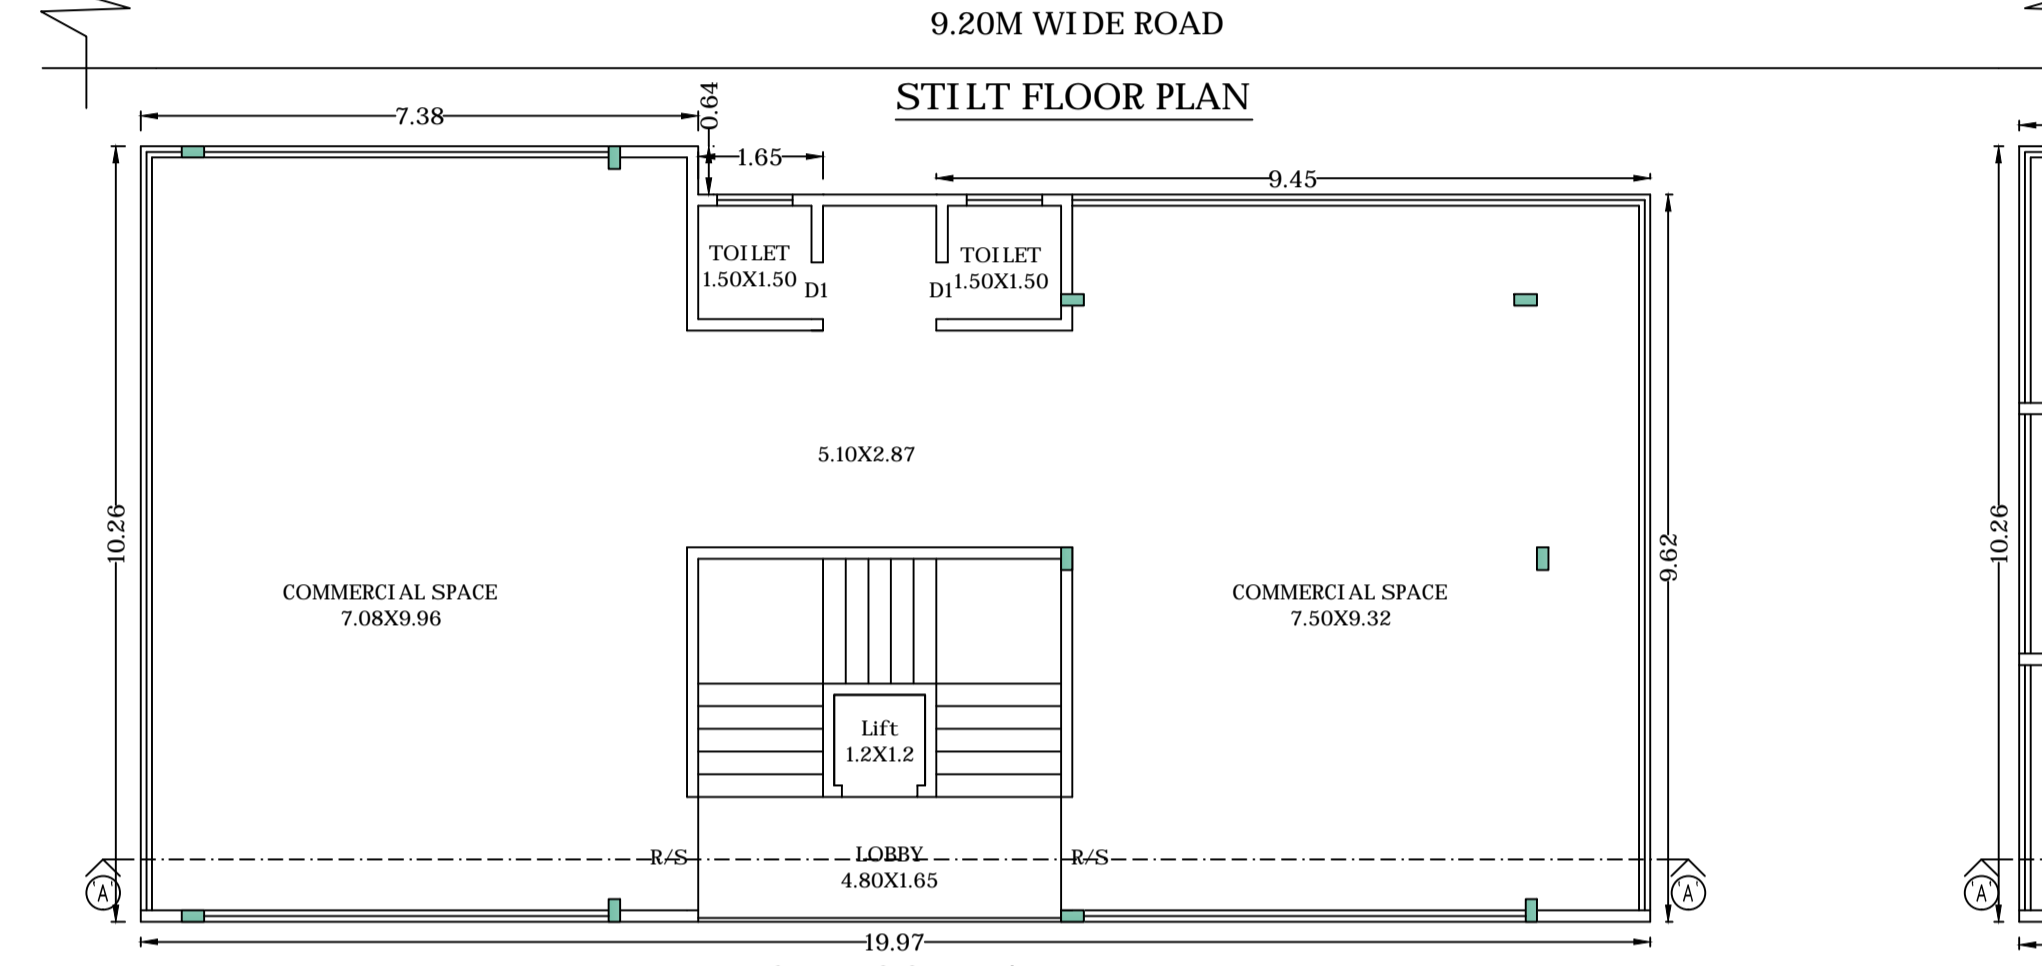 9.20M WIDE ROAD
STILT FLOOR PLAN
7.38
0.64
1.65
9.45
TOILET
1.50X1.50
D1
TOILET
1.50X1.50
D1
5.10X2.87
10.26
10.26
9.62
COMMERCIAL SPACE
7.08X9.96
COMMERCIAL SPACE
7.50X9.32
Lift
1.2X1.2
R/S
LOBBY
4.80X1.65
R/S
'A'
'A'
'A'
19.97